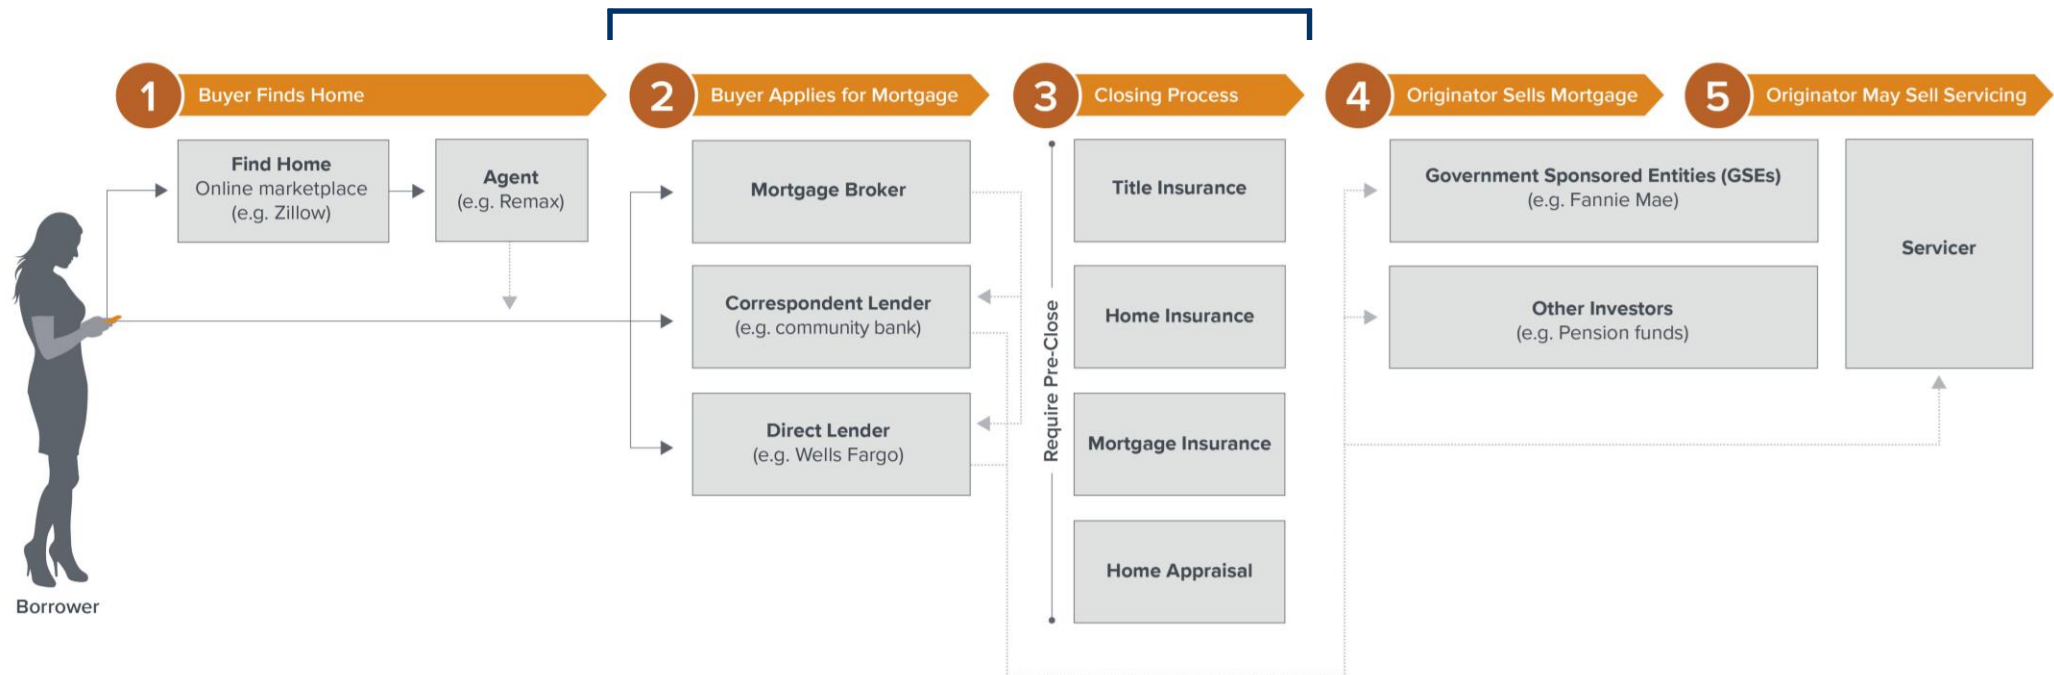 1
Buyer Finds Home
2
Buyer Applies for Mortgage
3
Closing Process
4
Originator Sells Mortgage
5
Originator May Sell Servicing
Find Home
Online marketplace
(e.g. Zillow)
Agent
(e.g. Remax)
Borrower
Mortgage Broker
Correspondent Lender
(e.g. community bank)
Direct Lender
(e.g. Wells Fargo)
Require Pre-Close
Title Insurance
Home Insurance
Mortgage Insurance
Home Appraisal
Government Sponsored Entities (GSEs)
(e.g. Fannie Mae)
Other Investors
(e.g. Pension funds)
Servicer